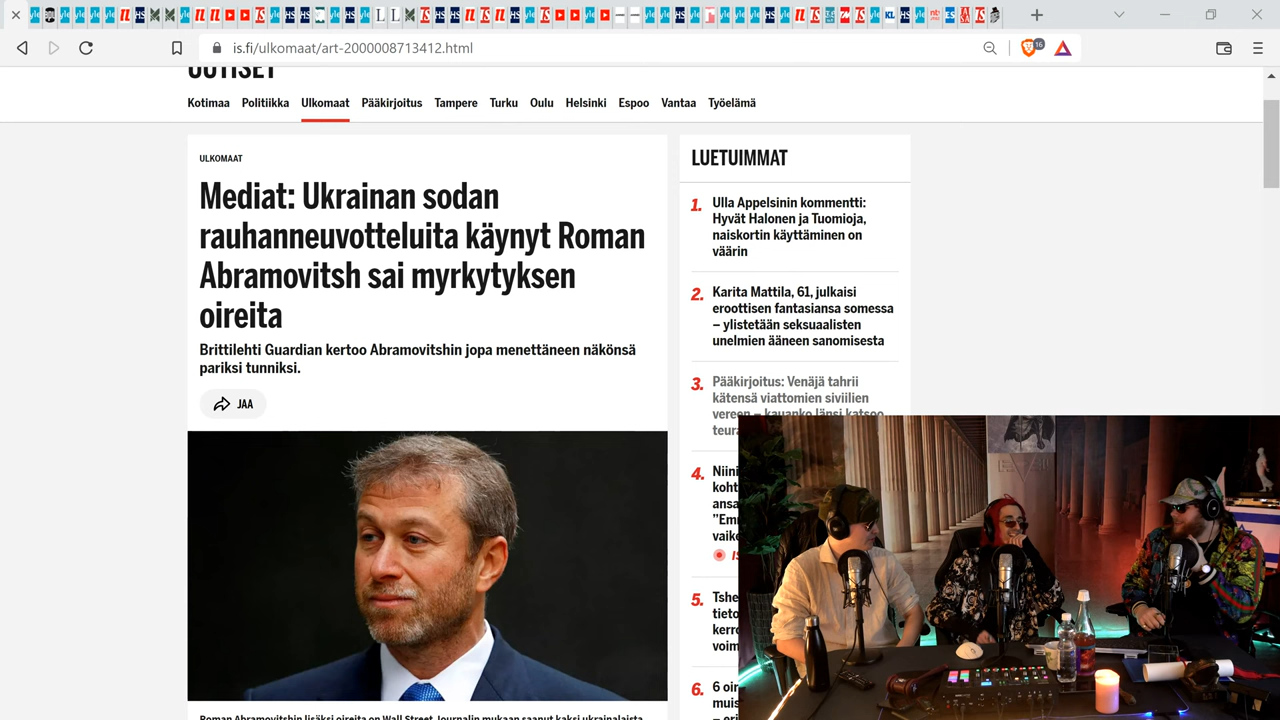 is.fi/ulkomaat/art-2000008713412.html
16
UUTISET
Kotimaa Politiikka Ulkomaat Pääkirjoitus Tampere Turku Oulu Helsinki Espoo Vantaa Työelämä
ULKOMAAT
Mediat: Ukrainan sodan
rauhanneuvotteluita käynyt Roman
Abramovitsh sai myrkytyksen
oireita
Brittilehti Guardian kertoo Abramovitshin jopa menettäneen näkönsä
pariksi tunniksi.
JAA
Roman Abramovitshin lisäksi oireita on Wall Street Journalin mukaan saanut kaksi ukrainalaista
LUETUIMMAT
1. Ulla Appelsinin kommentti:
Hyvät Halonen ja Tuomioja,
naiskortin käyttäminen on
väärin
2. Karita Mattila, 61, julkaisi
eroottisen fantasiansa somessa
– ylistetään seksuaalisten
unelmien ääneen sanomisesta
3. Pääkirjoitus: Venäjä tahrii
kätensä viattomien siviilien
vereen – kauanko länsi katsoo
teura
4. Niini
koht
ansa
"Em
vaike
5. Tshe
tieto
kerro
voim
6. 6 oir
muis